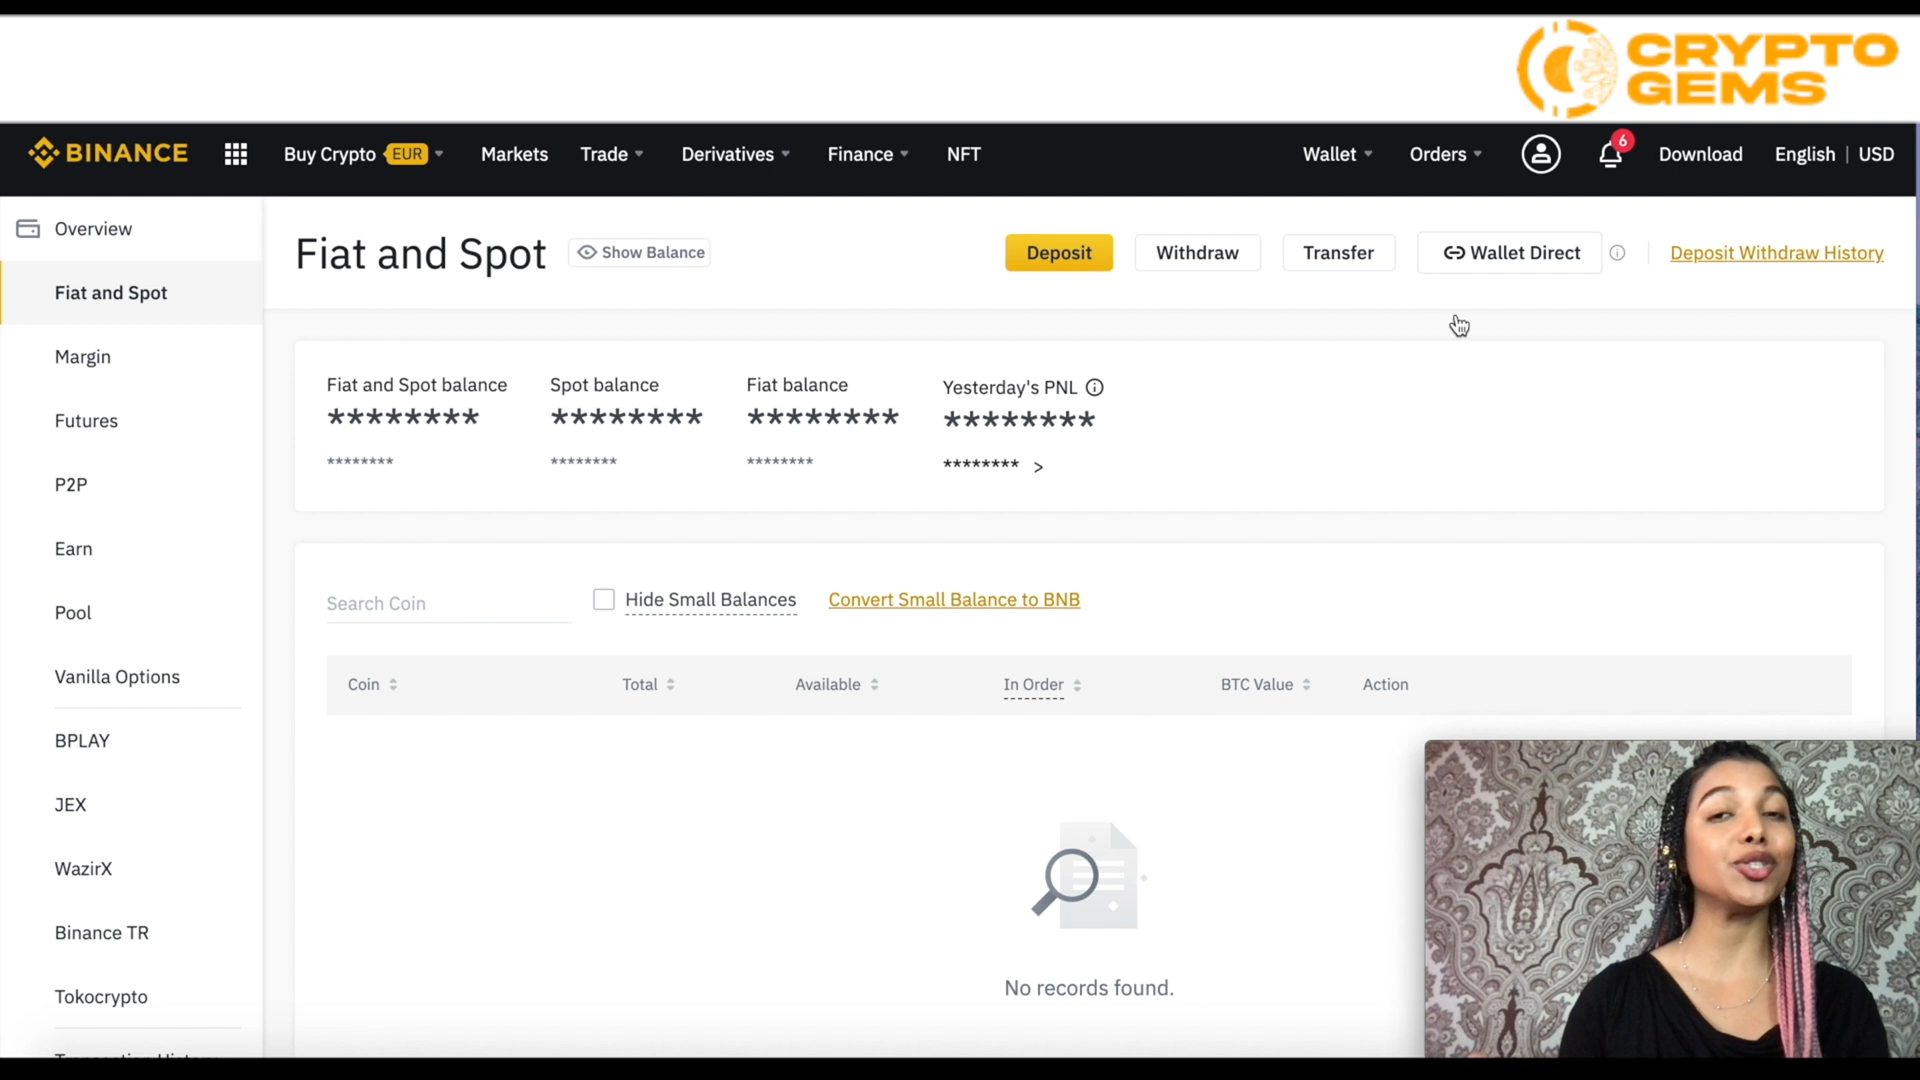 CRYPTO
GEMS
BINANCE
Buy Crypto EUR
Markets
Trade
Derivatives
Finance
NFT
Wallet
Orders
6
Download
English | USD
Overview
Fiat and Spot
Margin
Futures
P2P
Earn
Pool
Vanilla Options
BPLAY
JEX
WazirX
Binance TR
Tokocrypto
Fiat and Spot
Show Balance
Deposit
Withdraw
Transfer
Wallet Direct
Deposit Withdraw History
Fiat and Spot balance
********
********
Spot balance
********
********
Fiat balance
********
********
Yesterday's PNL
********
******** >
Search Coin
Hide Small Balances
Convert Small Balance to BNB
Coin
Total
Available
In Order
BTC Value
Action
No records found.